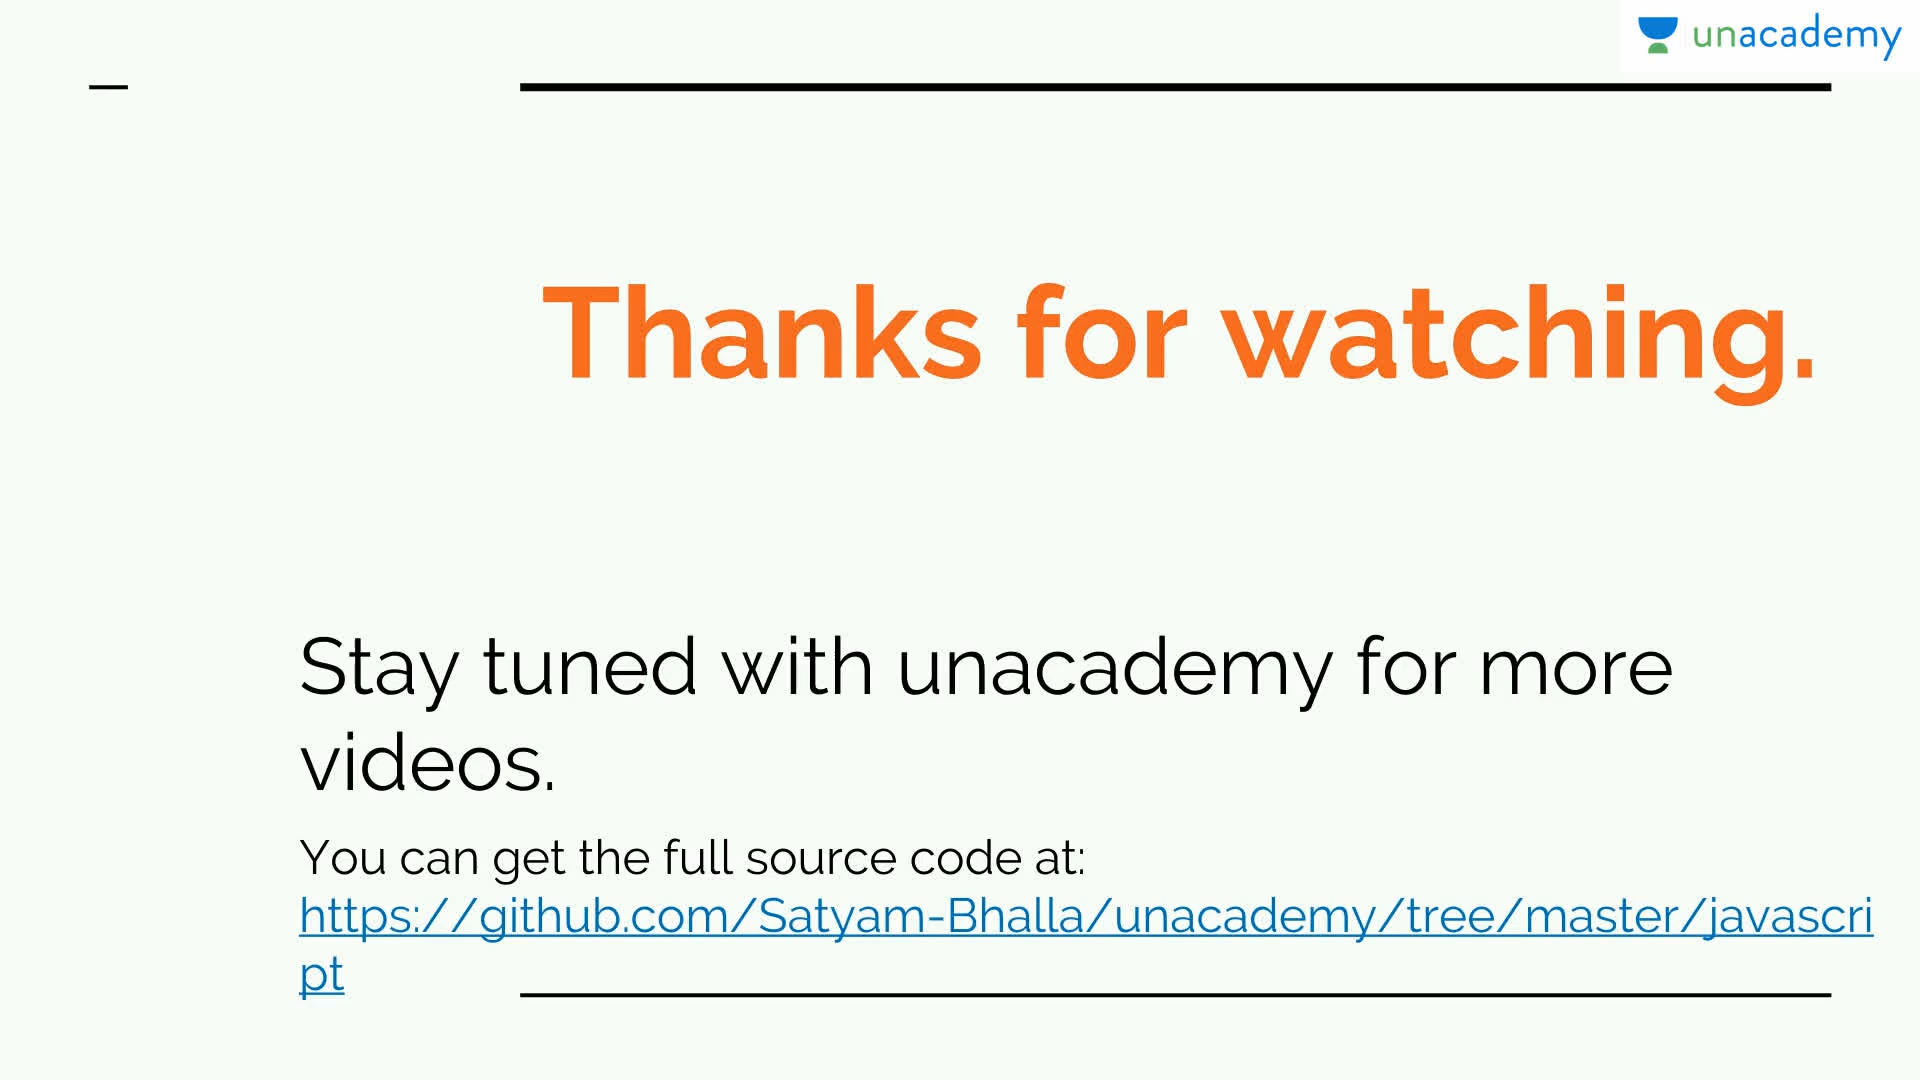 unacademy
Thanks for watching.
Stay tuned with unacademy for more
videos.
You can get the full source code at:
https://github.com/Satyam-Bhalla/unacademy/tree/master/javascri
pt